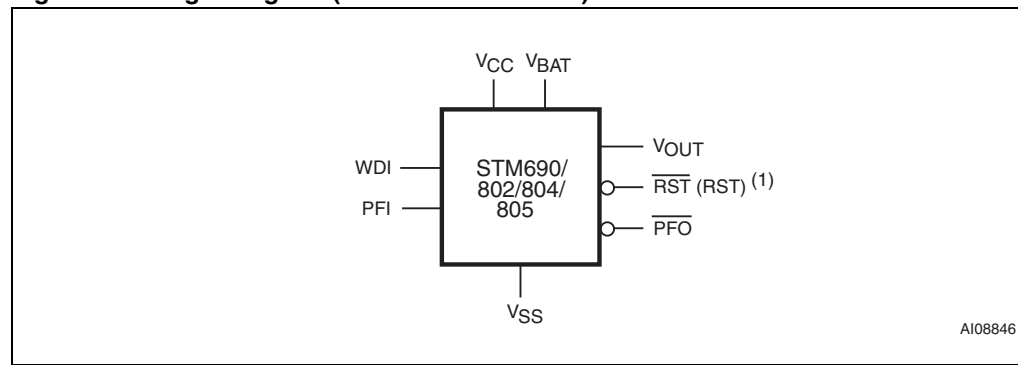 VCC VBAT
WDI
PFI
STM690/
802/804/
805
VOUT
RST (RST) (1)
PFO
VSS
AI08846